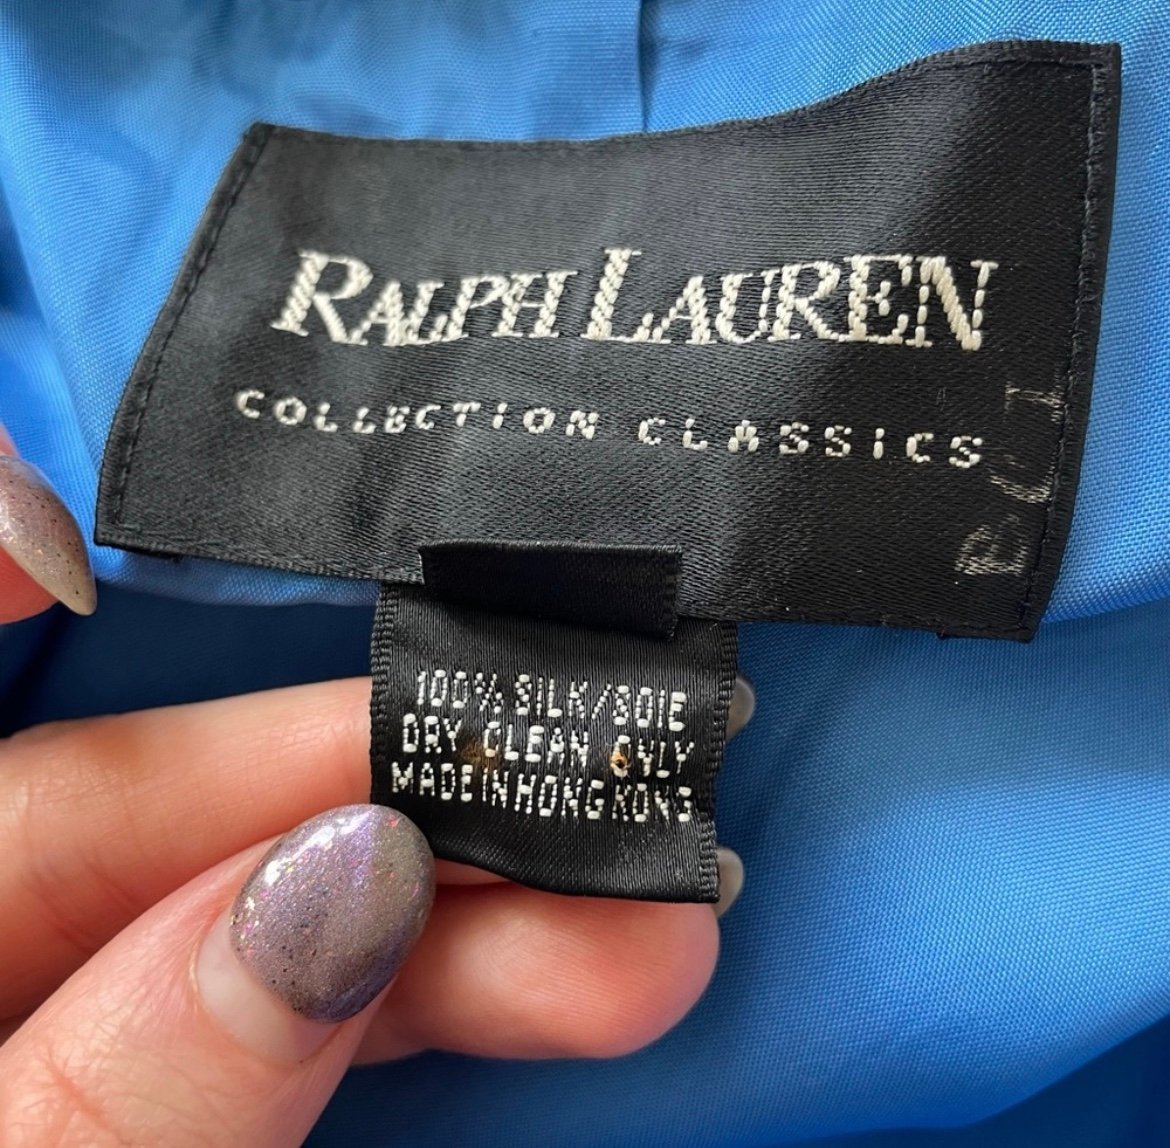 RALPH LAUREN
COLLECTION CLASSICS
100% SILK/SOIE
DRY CLEAN ONLY
MADE IN HONG KONG